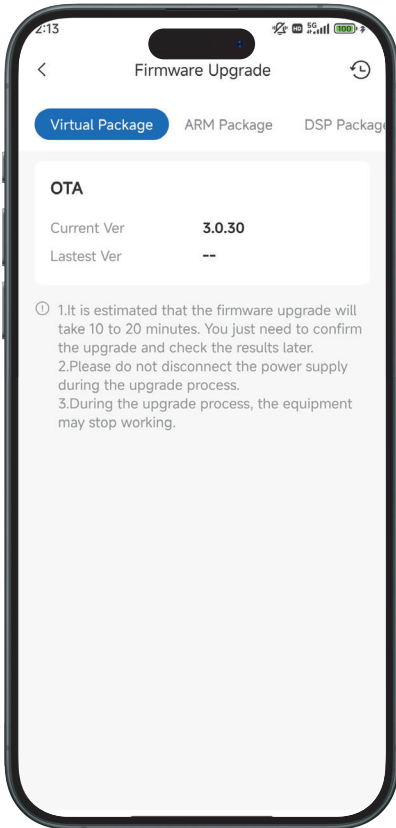 2:13
HD 5G 100
Firmware Upgrade
Virtual Package ARM Package DSP Package
OTA
Current Ver 3.0.30
Lastest Ver --
1.It is estimated that the firmware upgrade will
take 10 to 20 minutes. You just need to confirm
the upgrade and check the results later.
2.Please do not disconnect the power supply
during the upgrade process.
3.During the upgrade process, the equipment
may stop working.